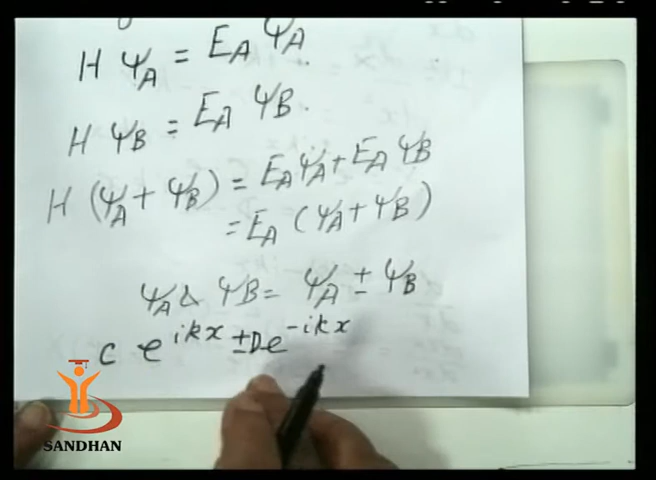 H ψA = EA ψA
H ψB = EA ψB.
H (ψA + ψB) = EA ψA + EA ψB
= EA (ψA + ψB)
ψA & ψB = ψA ± ψB
C e^ikx ± D e^-ikx
SANDHAN